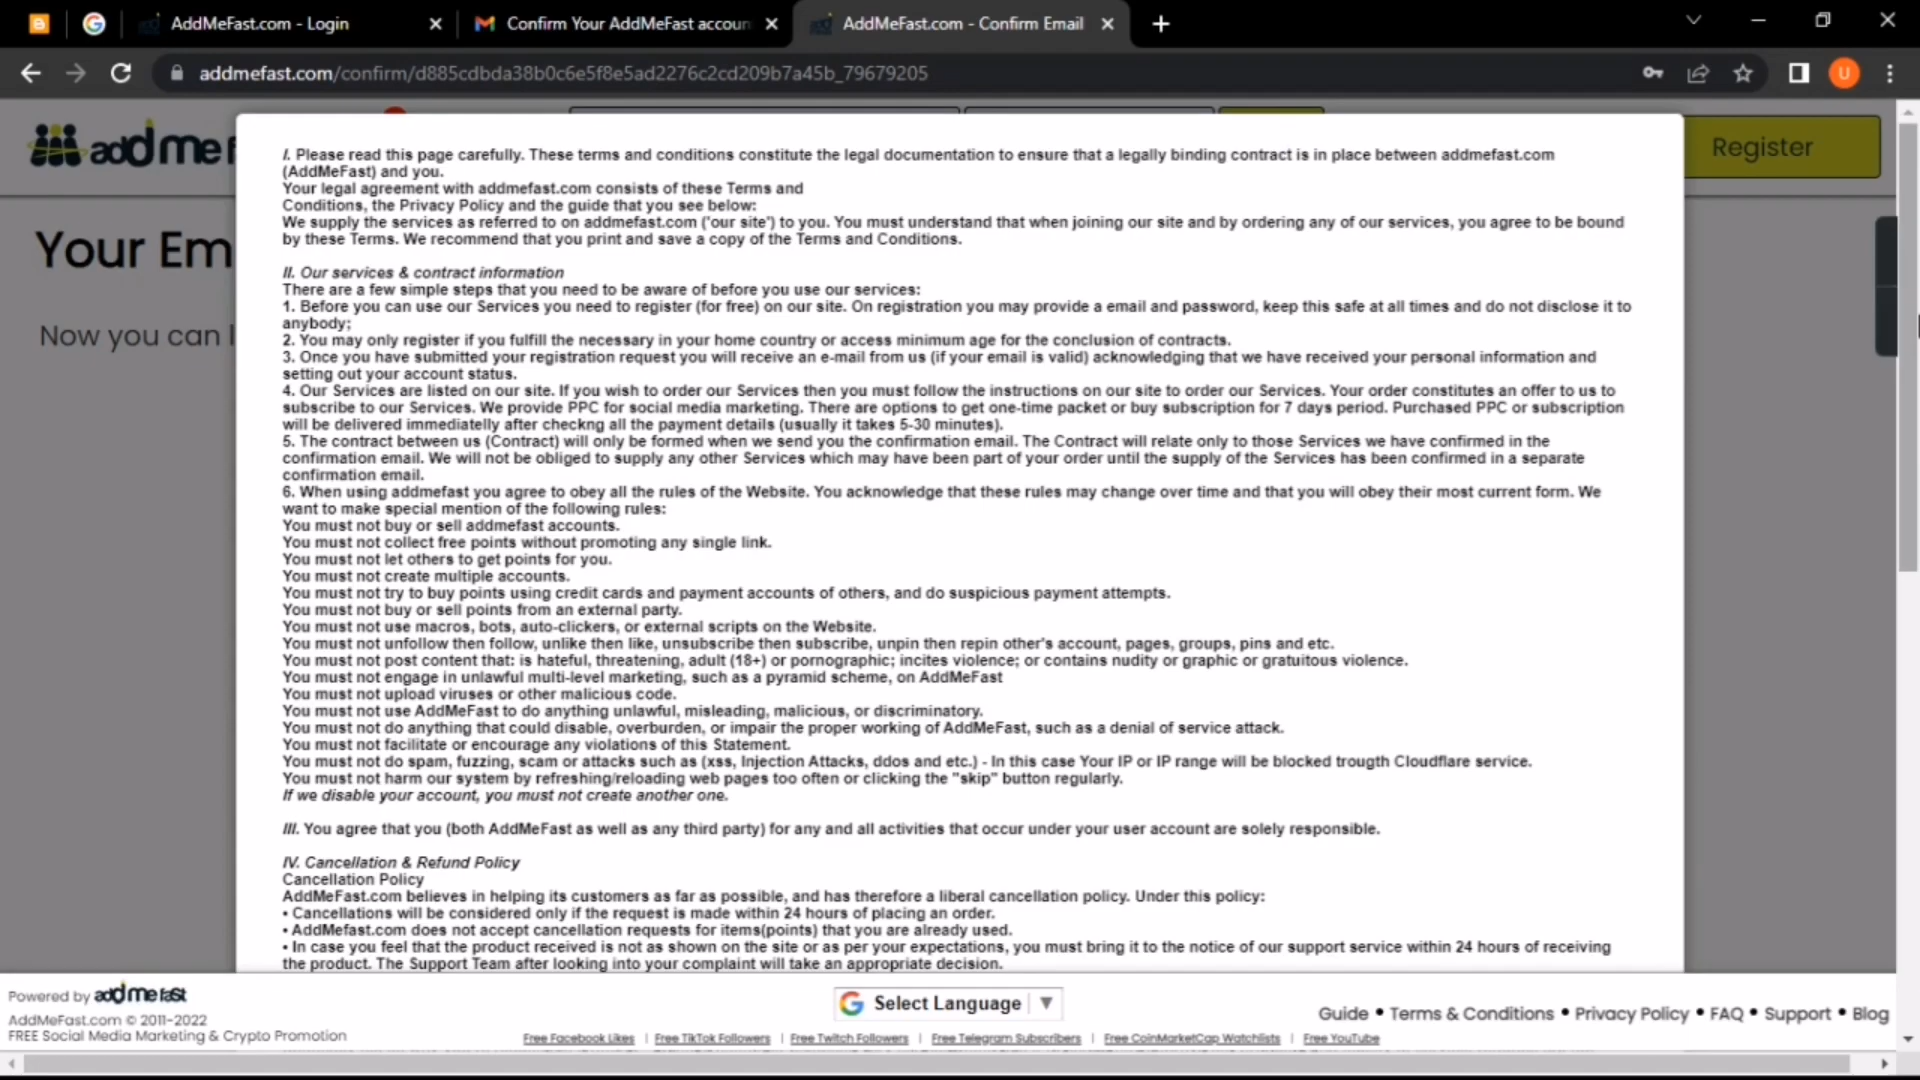 AddMeFast.com - Login
Confirm Your AddMeFast accoun
AddMeFast.com - Confirm Email
addmefast.com/confirm/d885cdbda38b0c6e5f8e5ad2276c2cd209b7a45b_79679205
U
addme f
Register
Your Em
Now you can l
I. Please read this page carefully. These terms and conditions constitute the legal documentation to ensure that a legally binding contract is in place between addmefast.com
(AddMeFast) and you.
Your legal agreement with addmefast.com consists of these Terms and
Conditions, the Privacy Policy and the guide that you see below:
We supply the services as referred to on addmefast.com ('our site') to you. You must understand that when joining our site and by ordering any of our services, you agree to be bound
by these Terms. We recommend that you print and save a copy of the Terms and Conditions.
II. Our services & contract information
There are a few simple steps that you need to be aware of before you use our services:
1. Before you can use our Services you need to register (for free) on our site. On registration you may provide a email and password, keep this safe at all times and do not disclose it to
anybody;
2. You may only register if you fulfill the necessary in your home country or access minimum age for the conclusion of contracts.
3. Once you have submitted your registration request you will receive an e-mail from us (if your email is valid) acknowledging that we have received your personal information and
setting out your account status.
4. Our Services are listed on our site. If you wish to order our Services then you must follow the instructions on our site to order our Services. Your order constitutes an offer to us to
subscribe to our Services. We provide PPC for social media marketing. There are options to get one-time packet or buy subscription for 7 days period. Purchased PPC or subscription
will be delivered immediatelly after checkng all the payment details (usually it takes 5-30 minutes).
5. The contract between us (Contract) will only be formed when we send you the confirmation email. The Contract will relate only to those Services we have confirmed in the
confirmation email. We will not be obliged to supply any other Services which may have been part of your order until the supply of the Services has been confirmed in a separate
confirmation email.
6. When using addmefast you agree to obey all the rules of the Website. You acknowledge that these rules may change over time and that you will obey their most current form. We
want to make special mention of the following rules:
You must not buy or sell addmefast accounts.
You must not collect free points without promoting any single link.
You must not let others to get points for you.
You must not create multiple accounts.
You must not try to buy points using credit cards and payment accounts of others, and do suspicious payment attempts.
You must not buy or sell points from an external party.
You must not use macros, bots, auto-clickers, or external scripts on the Website.
You must not unfollow then follow, unlike then like, unsubscribe then subscribe, unpin then repin other's account, pages, groups, pins and etc.
You must not post content that: is hateful, threatening, adult (18+) or pornographic; incites violence; or contains nudity or graphic or gratuitous violence.
You must not engage in unlawful multi-level marketing, such as a pyramid scheme, on AddMeFast
You must not upload viruses or other malicious code.
You must not use AddMeFast to do anything unlawful, misleading, malicious, or discriminatory.
You must not do anything that could disable, overburden, or impair the proper working of AddMeFast, such as a denial of service attack.
You must not facilitate or encourage any violations of this Statement.
You must not do spam, fuzzing, scam or attacks such as (xss, Injection Attacks, ddos and etc.) - In this case Your IP or IP range will be blocked trougth Cloudflare service.
You must not harm our system by refreshing/reloading web pages too often or clicking the "skip" button regularly.
If we disable your account, you must not create another one.
III. You agree that you (both AddMeFast as well as any third party) for any and all activities that occur under your user account are solely responsible.
IV. Cancellation & Refund Policy
Cancellation Policy
AddMeFast.com believes in helping its customers as far as possible, and has therefore a liberal cancellation policy. Under this policy:
• Cancellations will be considered only if the request is made within 24 hours of placing an order.
• AddMefast.com does not accept cancellation requests for items(points) that you are already used.
• In case you feel that the product received is not as shown on the site or as per your expectations, you must bring it to the notice of our support service within 24 hours of receiving
the product. The Support Team after looking into your complaint will take an appropriate decision.
Powered by addmefast
AddMeFast.com © 2011-2022
FREE Social Media Marketing & Crypto Promotion
Select Language ▼
Guide • Terms & Conditions • Privacy Policy • FAQ • Support • Blog
Free Facebook Likes | Free TikTok Followers | Free Twitch Followers | Free Telegram Subscribers | Free CoinMarketCap Watchlists | Free YouTube